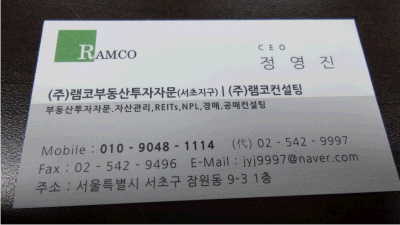 RAMCO
CEO
정 영 진
(주)램코부동산투자자문(서초지구) | (주)램코컨설팅
부동산투자자문.자산관리,REITs,NPL,경매.공매컨설팅
Mobile : 010 - 9048 - 1114 (代) 02 - 542 - 9997
Fax : 02 - 542 - 9496 E-Mail : jyj9997@naver.com
주소 : 서울특별시 서초구 잠원동 9-3 1층